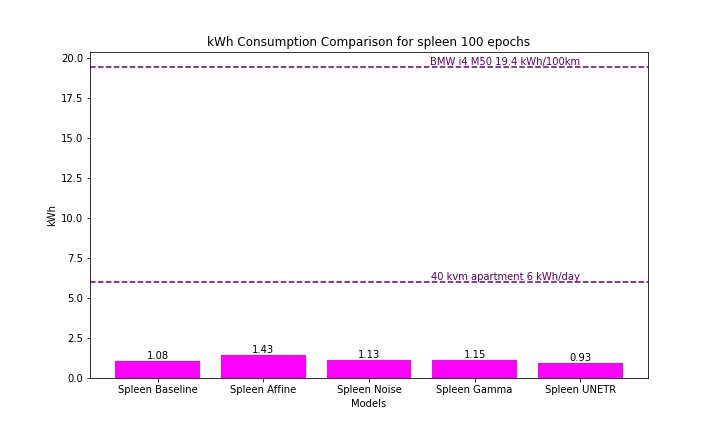 kWh Consumption Comparison for spleen 100 epochs
20.0
17.5
15.0
12.5
10.0
7.5
5.0
2.5
0.0
kWh
BMW i4 M50 19.4 kWh/100km
40 kvm apartment 6 kWh/day
1.08
1.43
1.13
1.15
0.93
Spleen Baseline
Spleen Affine
Spleen Noise
Spleen Gamma
Spleen UNETR
Models